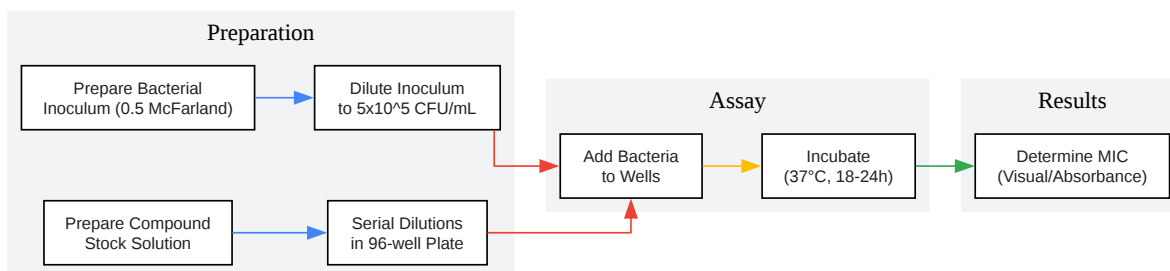 Preparation
Prepare Bacterial
Inoculum (0.5 McFarland)
Dilute Inoculum
to 5x10^5 CFU/mL
Prepare Compound
Stock Solution
Serial Dilutions
in 96-well Plate
Assay
Add Bacteria
to Wells
Incubate
(37°C, 18-24h)
Results
Determine MIC
(Visual/Absorbance)